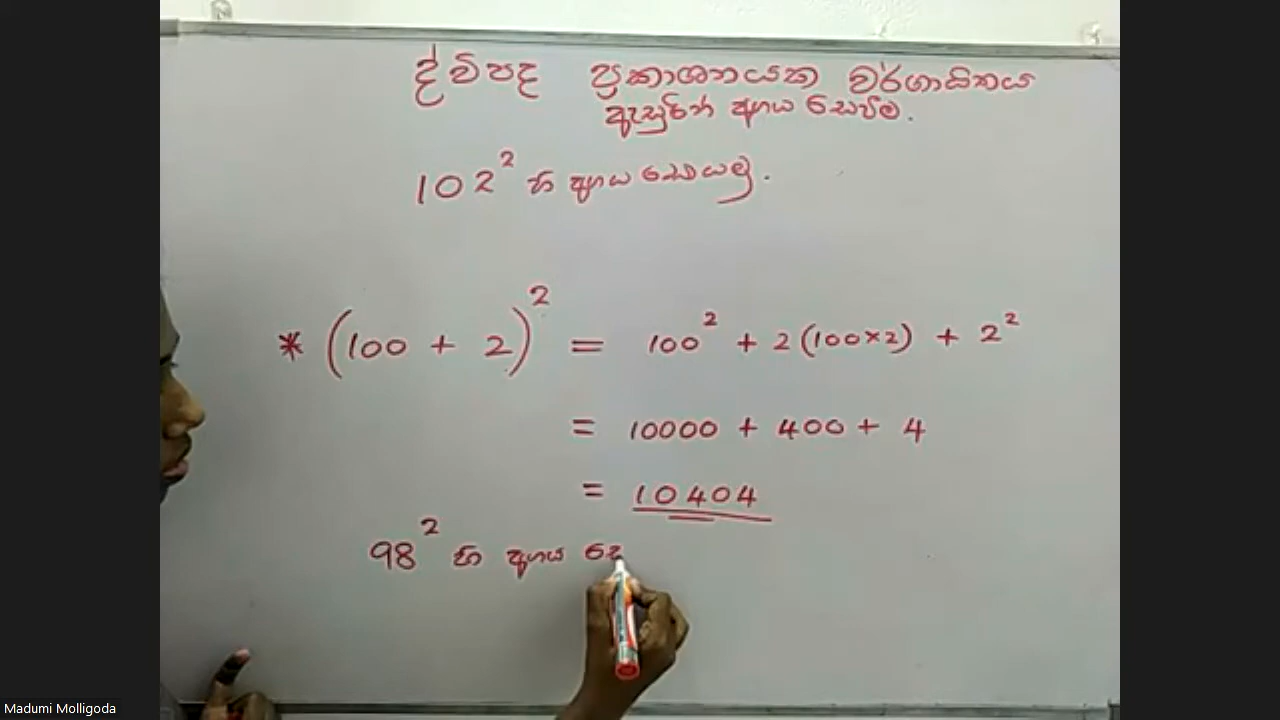 ද්විපද ප්‍රකාශනයක වර්ගායිතය
ඇසුරින් අගය සෙවීම.
102² හි අගය සොයමු.
* (100 + 2)² = 100² + 2(100×2) + 2²
= 10000 + 400 + 4
= 10404
98² හි අගය
Madumi Molligoda